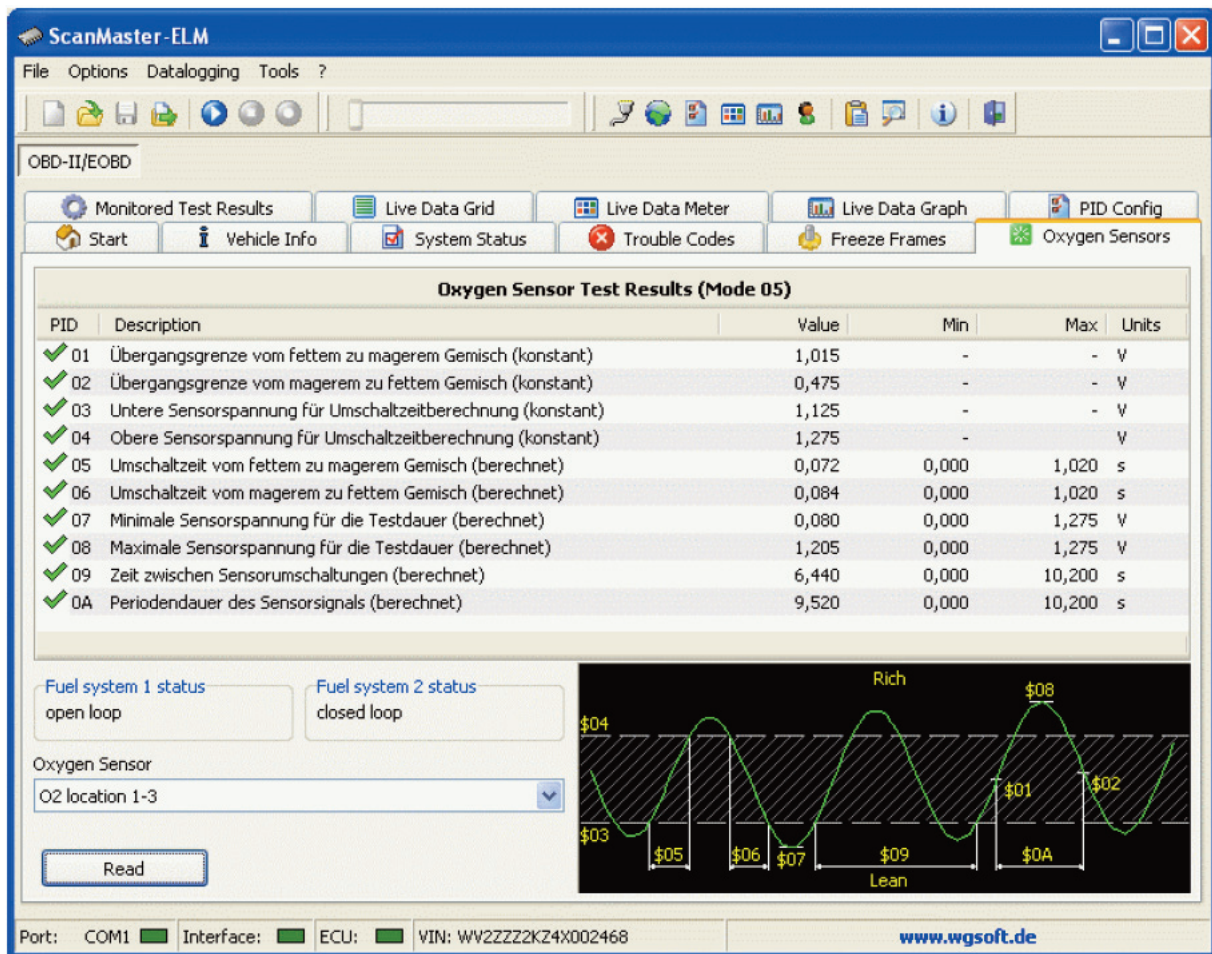 ScanMaster-ELM
File Options Datalogging Tools ?
OBD-II/EOBD
Monitored Test Results Live Data Grid Live Data Meter Live Data Graph PID Config
Start Vehicle Info System Status Trouble Codes Freeze Frames Oxygen Sensors
Oxygen Sensor Test Results (Mode 05)
PID Description Value Min Max Units
01 Übergangsgrenze vom fettem zu magerem Gemisch (konstant) 1,015 - - V
02 Übergangsgrenze vom magerem zu fettem Gemisch (konstant) 0,475 - - V
03 Untere Sensorspannung für Umschaltzeitberechnung (konstant) 1,125 - - V
04 Obere Sensorspannung für Umschaltzeitberechnung (konstant) 1,275 - V
05 Umschaltzeit vom fettem zu magerem Gemisch (berechnet) 0,072 0,000 1,020 s
06 Umschaltzeit vom magerem zu fettem Gemisch (berechnet) 0,084 0,000 1,020 s
07 Minimale Sensorspannung für die Testdauer (berechnet) 0,080 0,000 1,275 V
08 Maximale Sensorspannung für die Testdauer (berechnet) 1,205 0,000 1,275 V
09 Zeit zwischen Sensorumschaltungen (berechnet) 6,440 0,000 10,200 s
0A Periodendauer des Sensorsignals (berechnet) 9,520 0,000 10,200 s
Fuel system 1 status Fuel system 2 status
open loop closed loop
Oxygen Sensor
O2 location 1-3
Read
Rich
$08
$04
$01 $02
$03
$05 $06 $07 $09 $0A
Lean
Port: COM1 Interface: ECU: VIN: WV2ZZZ2KZ4X002468 www.wgsoft.de